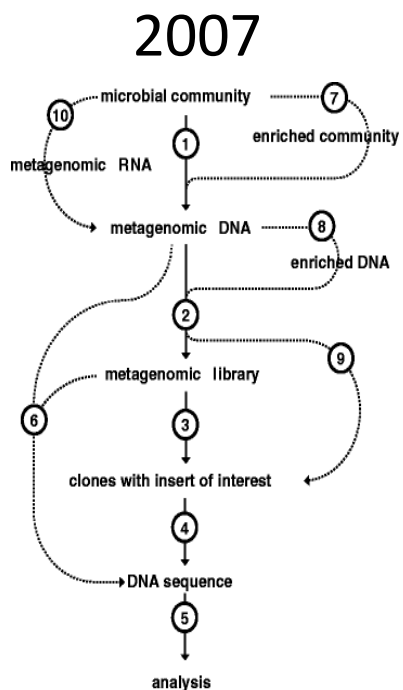 2007
microbial community
7
10
enriched community
1
metagenomic RNA
metagenomic DNA
8
enriched DNA
2
9
metagenomic library
6
3
clones with insert of interest
4
DNA sequence
5
analysis